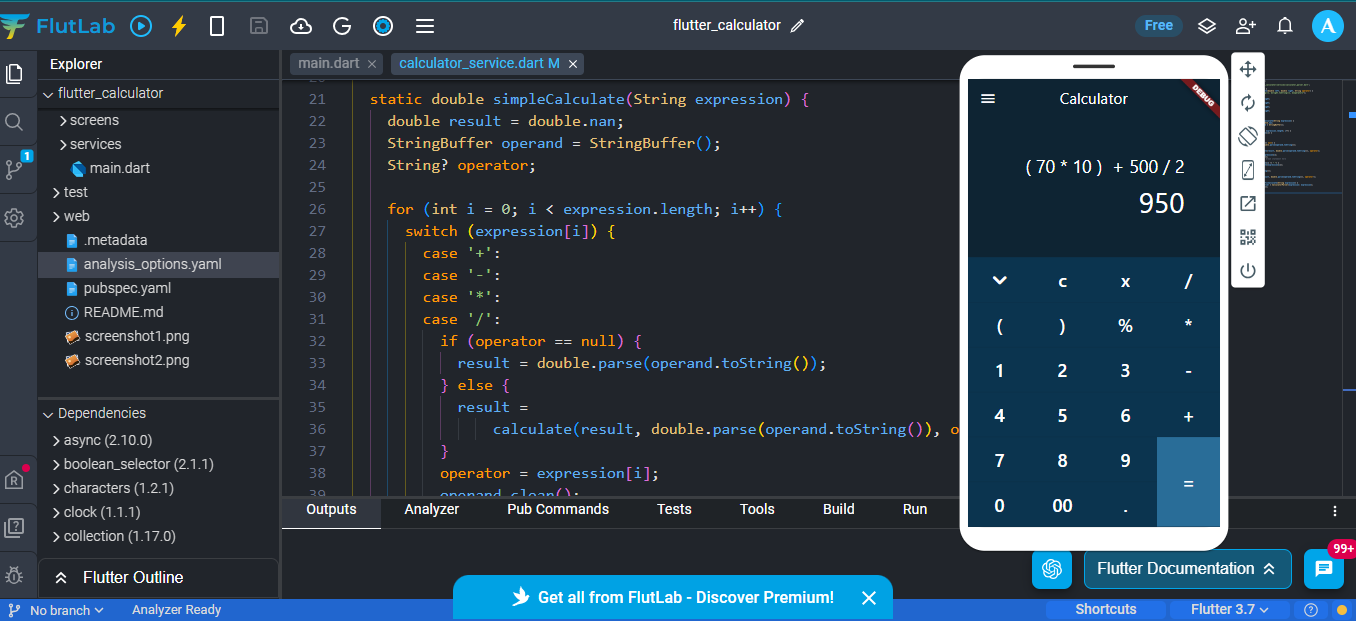 FlutLab
flutter_calculator
Free
A
Explorer
flutter_calculator
screens
services
main.dart
test
web
.metadata
analysis_options.yaml
pubspec.yaml
README.md
screenshot1.png
screenshot2.png
Dependencies
async (2.10.0)
boolean_selector (2.1.1)
characters (1.2.1)
clock (1.1.1)
collection (1.17.0)
Flutter Outline
1
main.dart
calculator_service.dart M
21 static double simpleCalculate(String expression) {
22 double result = double.nan;
23 StringBuffer operand = StringBuffer();
24 String? operator;
25
26 for (int i = 0; i < expression.length; i++) {
27 switch (expression[i]) {
28 case '+':
29 case '-':
30 case '*':
31 case '/':
32 if (operator == null) {
33 result = double.parse(operand.toString());
34 } else {
35 result =
36 calculate(result, double.parse(operand.toString()), o
37 }
38 operator = expression[i];
39 operand.clear();
Calculator
DEBUG
( 70 * 10 ) + 500 / 2
950
c x /
( ) % *
1 2 3 -
4 5 6 +
7 8 9
=
0 00 .
Outputs Analyzer Pub Commands Tests Tools Build Run
Flutter Documentation
99+
Get all from FlutLab - Discover Premium!
No branch Analyzer Ready
Shortcuts Flutter 3.7